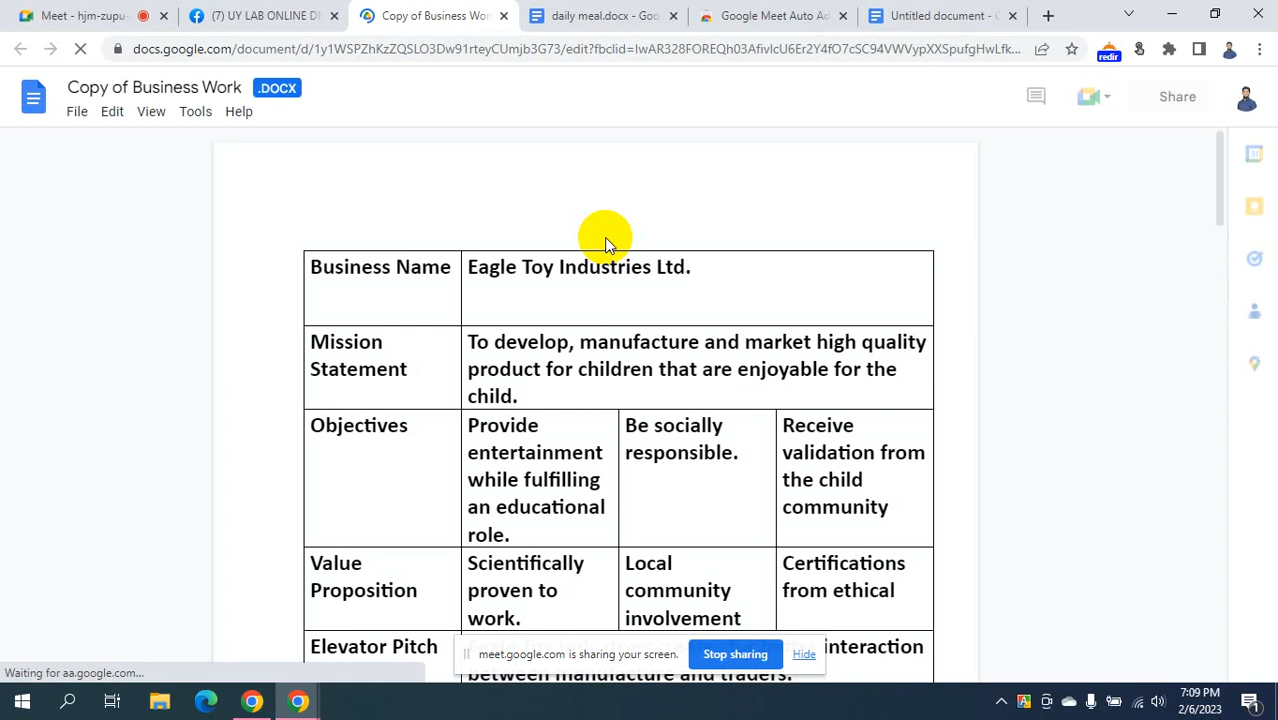 Meet - hjm-zupu-
(7) UY LAB ONLINE D
Copy of Business Wo
daily meal.docx - Goo
Google Meet Auto Ad
Untitled document - G
docs.google.com/document/d/1y1WSPZhKzZQSLO3Dw91rteyCUmjb3G73/edit?fbclid=IwAR328FOREQh03AfivIcU6Er2Y4fO7cSC94VWVypXXSpufgHwLfk...
redir
Copy of Business Work
.DOCX
File Edit View Tools Help
Share
Business Name
Eagle Toy Industries Ltd.
Mission
Statement
To develop, manufacture and market high quality
product for children that are enjoyable for the
child.
Objectives
Provide
entertainment
while fulfilling
an educational
role.
Be socially
responsible.
Receive
validation from
the child
community
Value
Proposition
Scientifically
proven to
work.
Local
community
involvement
Certifications
from ethical
Elevator Pitch
interaction
between manufacture and traders.
meet.google.com is sharing your screen.
Stop sharing
Hide
Waiting for aa.google.com...
7:09 PM
2/6/2023